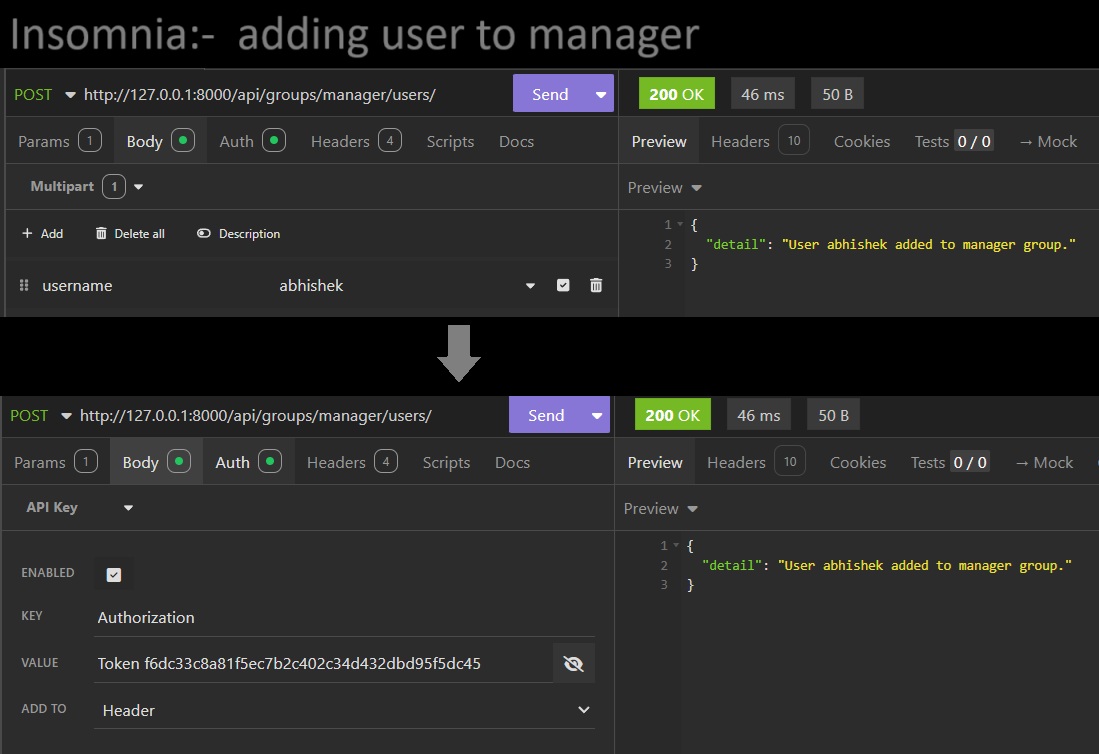 Insomnia:- adding user to manager
POST http://127.0.0.1:8000/api/groups/manager/users/ Send 200 OK 46 ms 50 B
Params 1 Body Auth Headers 4 Scripts Docs Preview Headers 10 Cookies Tests 0 / 0 → Mock
Multipart 1 Preview
+ Add Delete all Description
1 {
2 "detail": "User abhishek added to manager group."
3 }
username abhishek
POST http://127.0.0.1:8000/api/groups/manager/users/ Send 200 OK 46 ms 50 B
Params 1 Body Auth Headers 4 Scripts Docs Preview Headers 10 Cookies Tests 0 / 0 → Mock
API Key Preview
1 {
2 "detail": "User abhishek added to manager group."
3 }
ENABLED
KEY Authorization
VALUE Token f6dc33c8a81f5ec7b2c402c34d432dbd95f5dc45
ADD TO Header